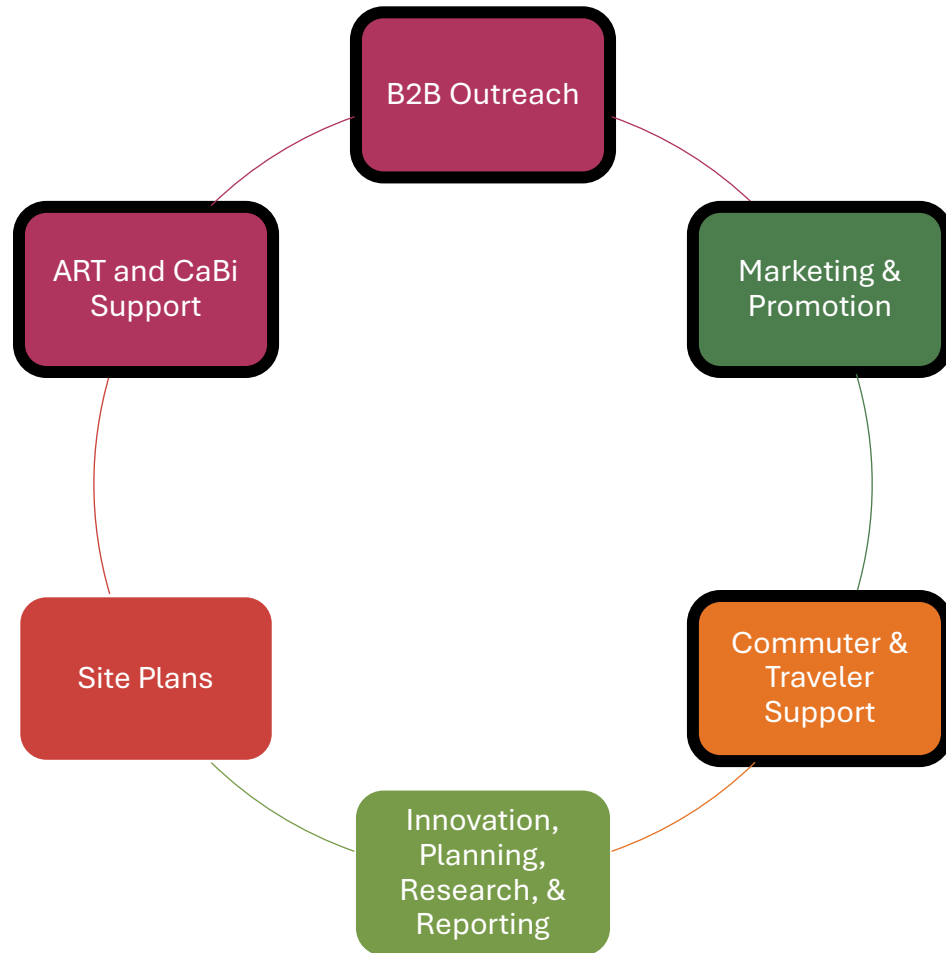 B2B Outreach
ART and CaBi
Support
Marketing &
Promotion
Site Plans
Commuter &
Traveler
Support
Innovation,
Planning,
Research, &
Reporting